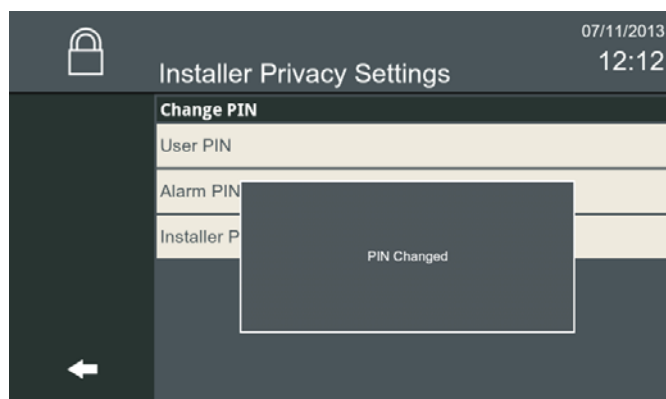 07/11/2013
Installer Privacy Settings
12:12
Change PIN
User PIN
Alarm PIN
Installer P
PIN Changed